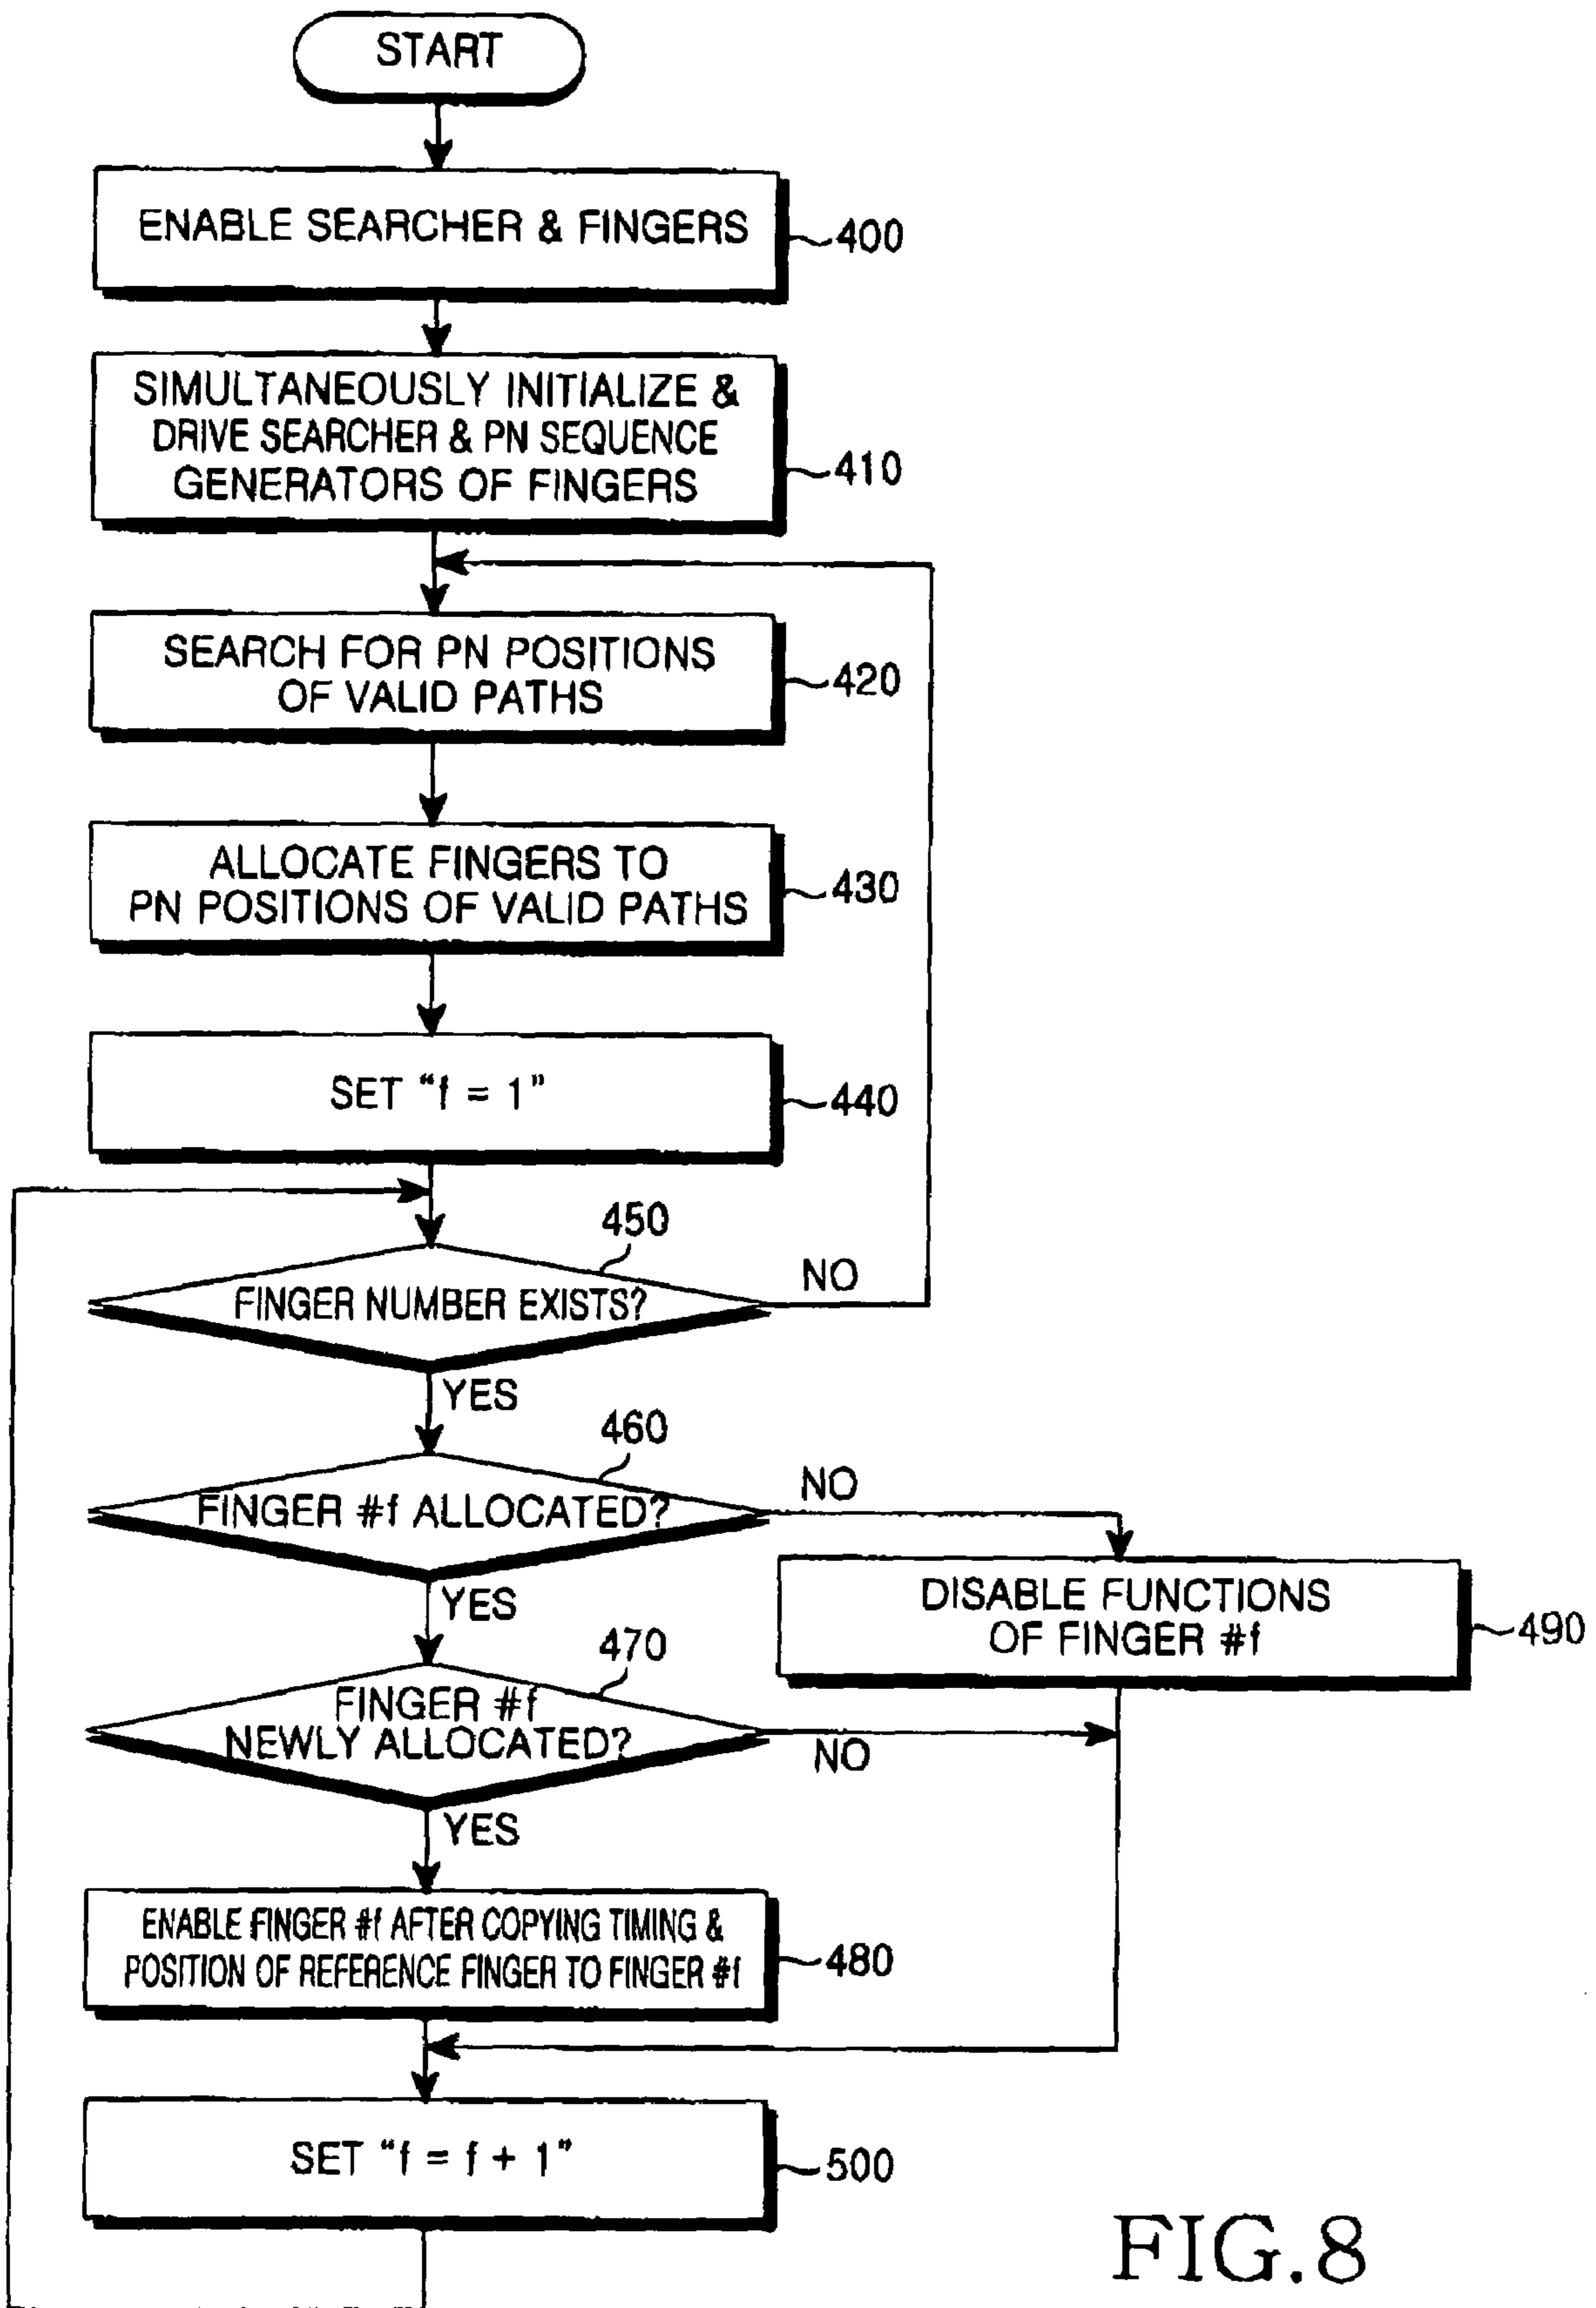 START
ENABLE SEARCHER & FINGERS
400
SIMULTANEOUSLY INITIALIZE &
DRIVE SEARCHER & PN SEQUENCE
GENERATORS OF FINGERS
410
SEARCH FOR PN POSITIONS
OF VALID PATHS
420
ALLOCATE FINGERS TO
PN POSITIONS OF VALID PATHS
430
SET "f = 1"
440
450
FINGER NUMBER EXISTS?
NO
YES
460
FINGER #f ALLOCATED?
NO
YES
DISABLE FUNCTIONS
OF FINGER #f
490
470
FINGER #f
NEWLY ALLOCATED?
NO
YES
ENABLE FINGER #f AFTER COPYING TIMING &
POSITION OF REFERENCE FINGER TO FINGER #f
480
SET "f = f + 1"
500
FIG.8